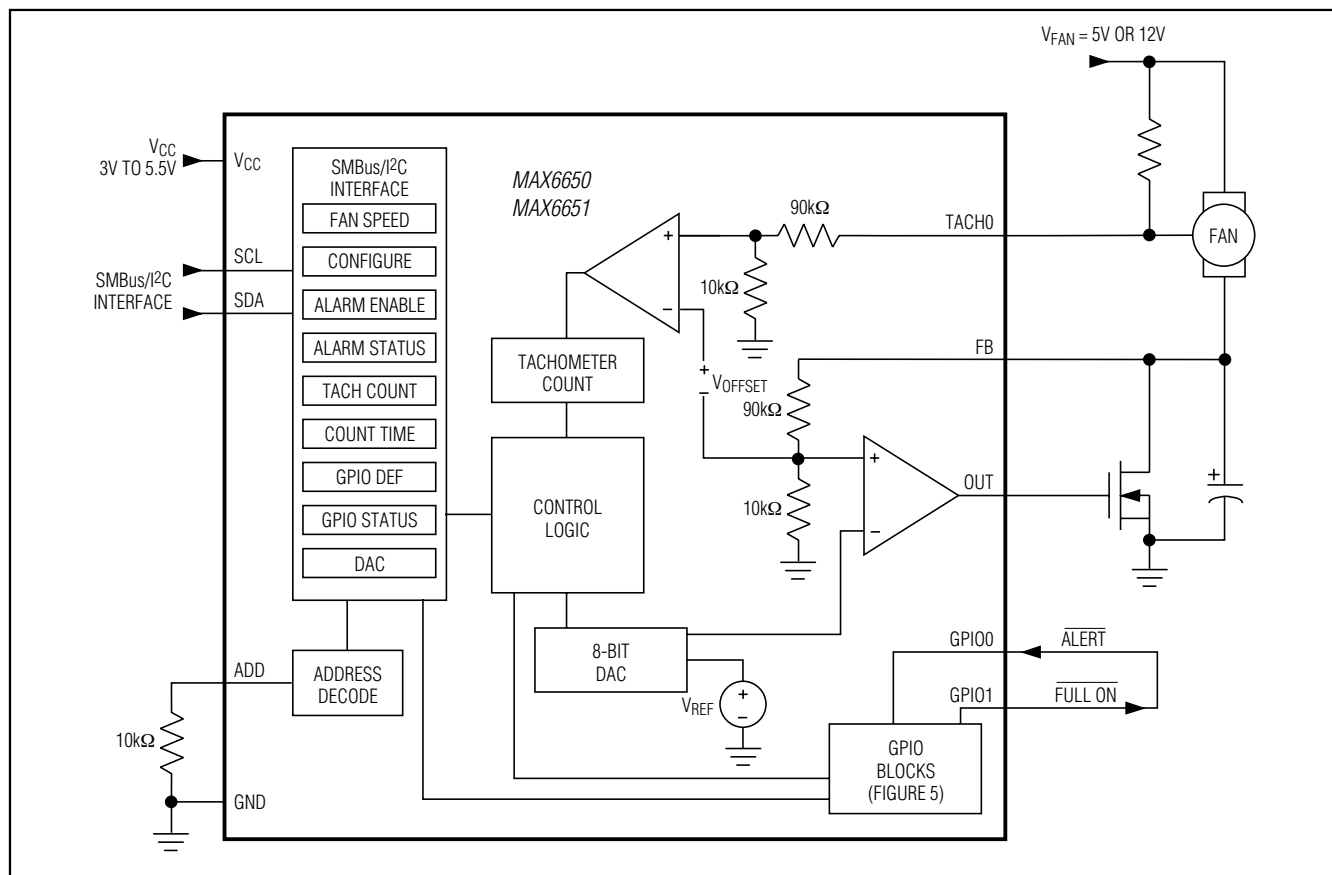 V_FAN = 5V OR 12V
V_CC
3V TO 5.5V
V_CC
SMBus/I²C
INTERFACE
FAN SPEED
CONFIGURE
ALARM ENABLE
ALARM STATUS
TACH COUNT
COUNT TIME
GPIO DEF
GPIO STATUS
DAC
MAX6650
MAX6651
SCL
SDA
SMBus/I²C
INTERFACE
+
−
90kΩ
10kΩ
TACH0
FAN
TACHOMETER
COUNT
+
−
V_OFFSET
FB
90kΩ
10kΩ
+
−
OUT
+
CONTROL
LOGIC
8-BIT
DAC
V_REF
+
−
ADD
ADDRESS
DECODE
10kΩ
GND
GPIO0
ALERT
GPIO1
FULL ON
GPIO
BLOCKS
(FIGURE 5)